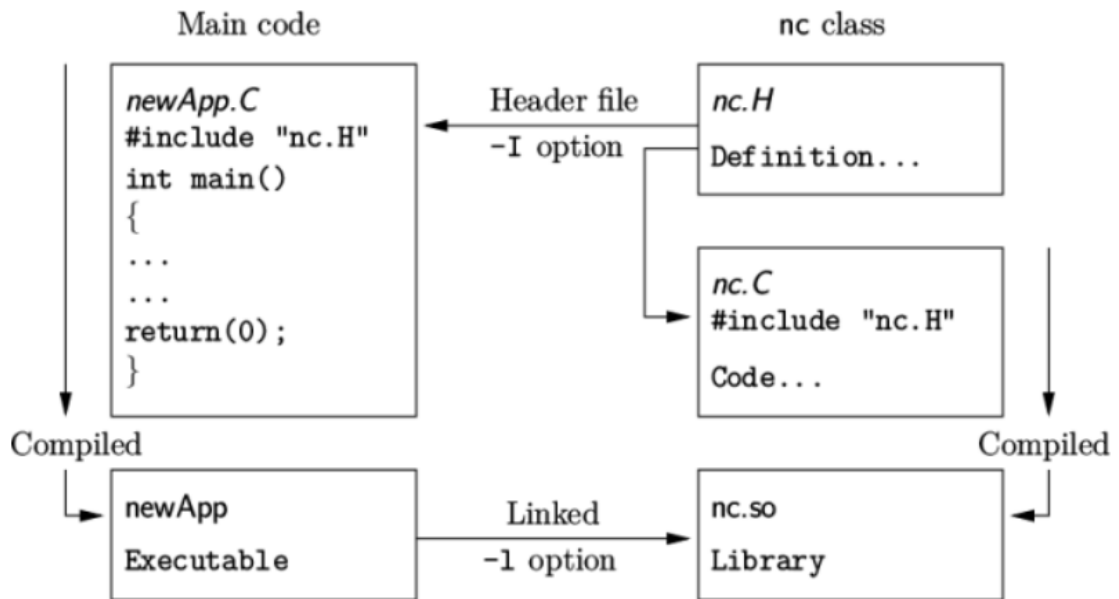 Main code
newApp.C
#include "nc.H"
int main()
{
...
...
return(0);
}
Compiled
newApp
Executable
Header file
-I option
Linked
-l option
nc class
nc.H
Definition...
nc.C
#include "nc.H"
Code...
Compiled
nc.so
Library